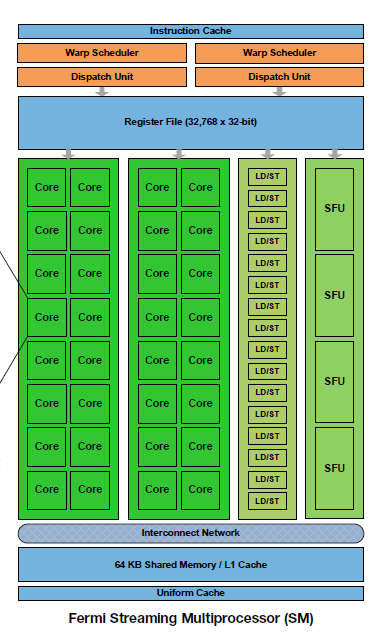 Instruction Cache
Warp Scheduler Warp Scheduler
Dispatch Unit Dispatch Unit
Register File (32,768 x 32-bit)
Core Core Core Core LD/ST
LD/ST
SFU
Core Core Core Core LD/ST
LD/ST
Core Core Core Core LD/ST
LD/ST
SFU
Core Core Core Core LD/ST
LD/ST
Core Core Core Core LD/ST
LD/ST
SFU
Core Core Core Core LD/ST
LD/ST
Core Core Core Core LD/ST
LD/ST
SFU
Core Core Core Core LD/ST
LD/ST
Interconnect Network
64 KB Shared Memory / L1 Cache
Uniform Cache
Fermi Streaming Multiprocessor (SM)